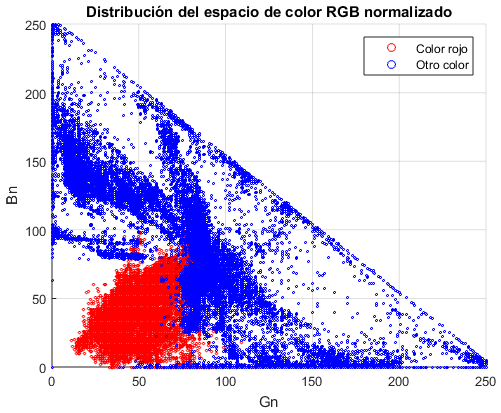 Distribución del espacio de color RGB normalizado
Color rojo
Otro color
250
200
150
100
50
0
Bn
0
50
100
150
200
250
Gn